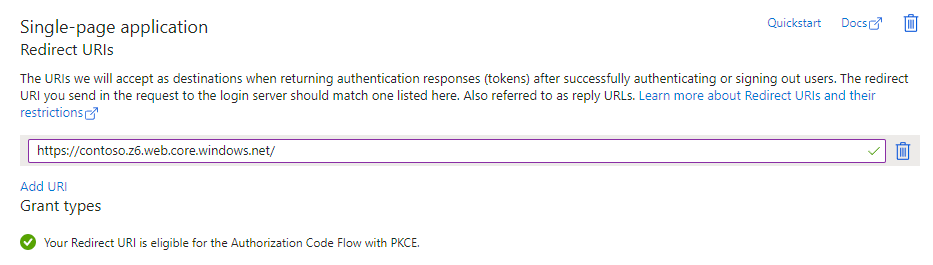 Single-page application
Quickstart
Docs
Redirect URIs
The URIs we will accept as destinations when returning authentication responses (tokens) after successfully authenticating or signing out users. The redirect
URI you send in the request to the login server should match one listed here. Also referred to as reply URLs. Learn more about Redirect URIs and their
restrictions
https://contoso.z6.web.core.windows.net/
Add URI
Grant types
Your Redirect URI is eligible for the Authorization Code Flow with PKCE.